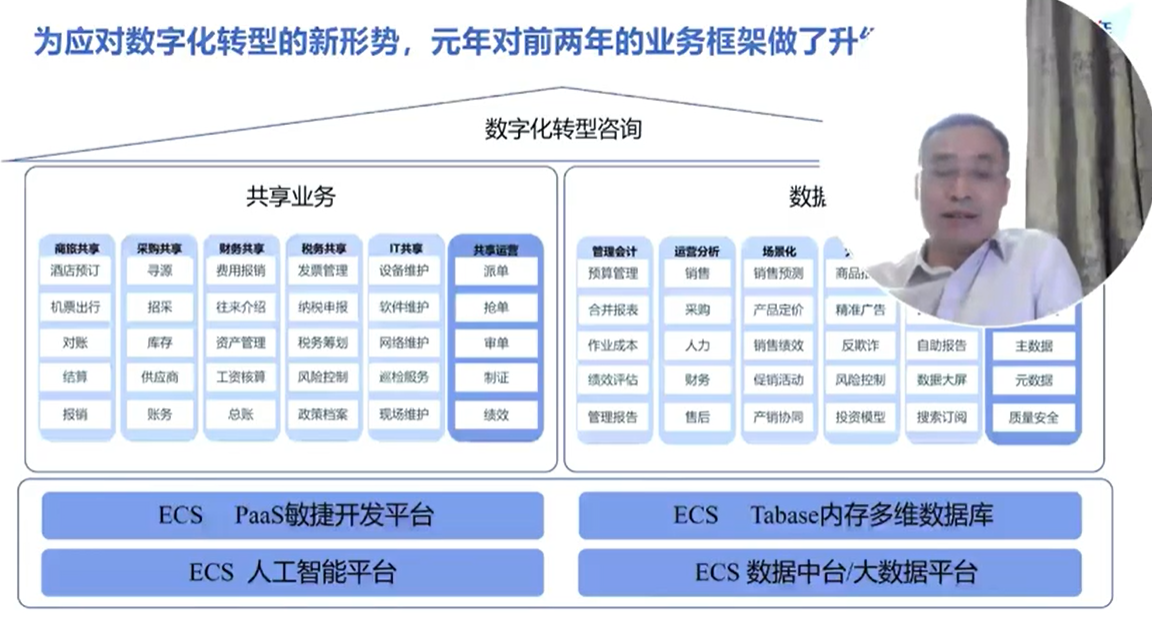 为应对数字化转型的新形势，元年对前两年的业务框架做了升
年
数字化转型咨询
共享业务
商旅共享
酒店预订
机票出行
对账
结算
报销
采购共享
寻源
招采
库存
供应商
账务
财务共享
费用报销
往来介绍
资产管理
工资核算
总账
税务共享
发票管理
纳税申报
税务筹划
风险控制
政策档案
IT共享
设备维护
软件维护
网络维护
巡检服务
现场维护
共享运营
派单
抢单
审单
制证
绩效
数据
管理会计
预算管理
合并报表
作业成本
绩效评估
管理报告
运营分析
销售
采购
人力
财务
售后
场景化
销售预测
产品定价
销售绩效
促销活动
产销协同
商品
精准广告
反欺诈
风险控制
投资模型
自助报告
数据大屏
搜索订阅
主数据
元数据
质量安全
ECS PaaS敏捷开发平台
ECS Tabase内存多维数据库
ECS 人工智能平台
ECS 数据中台/大数据平台